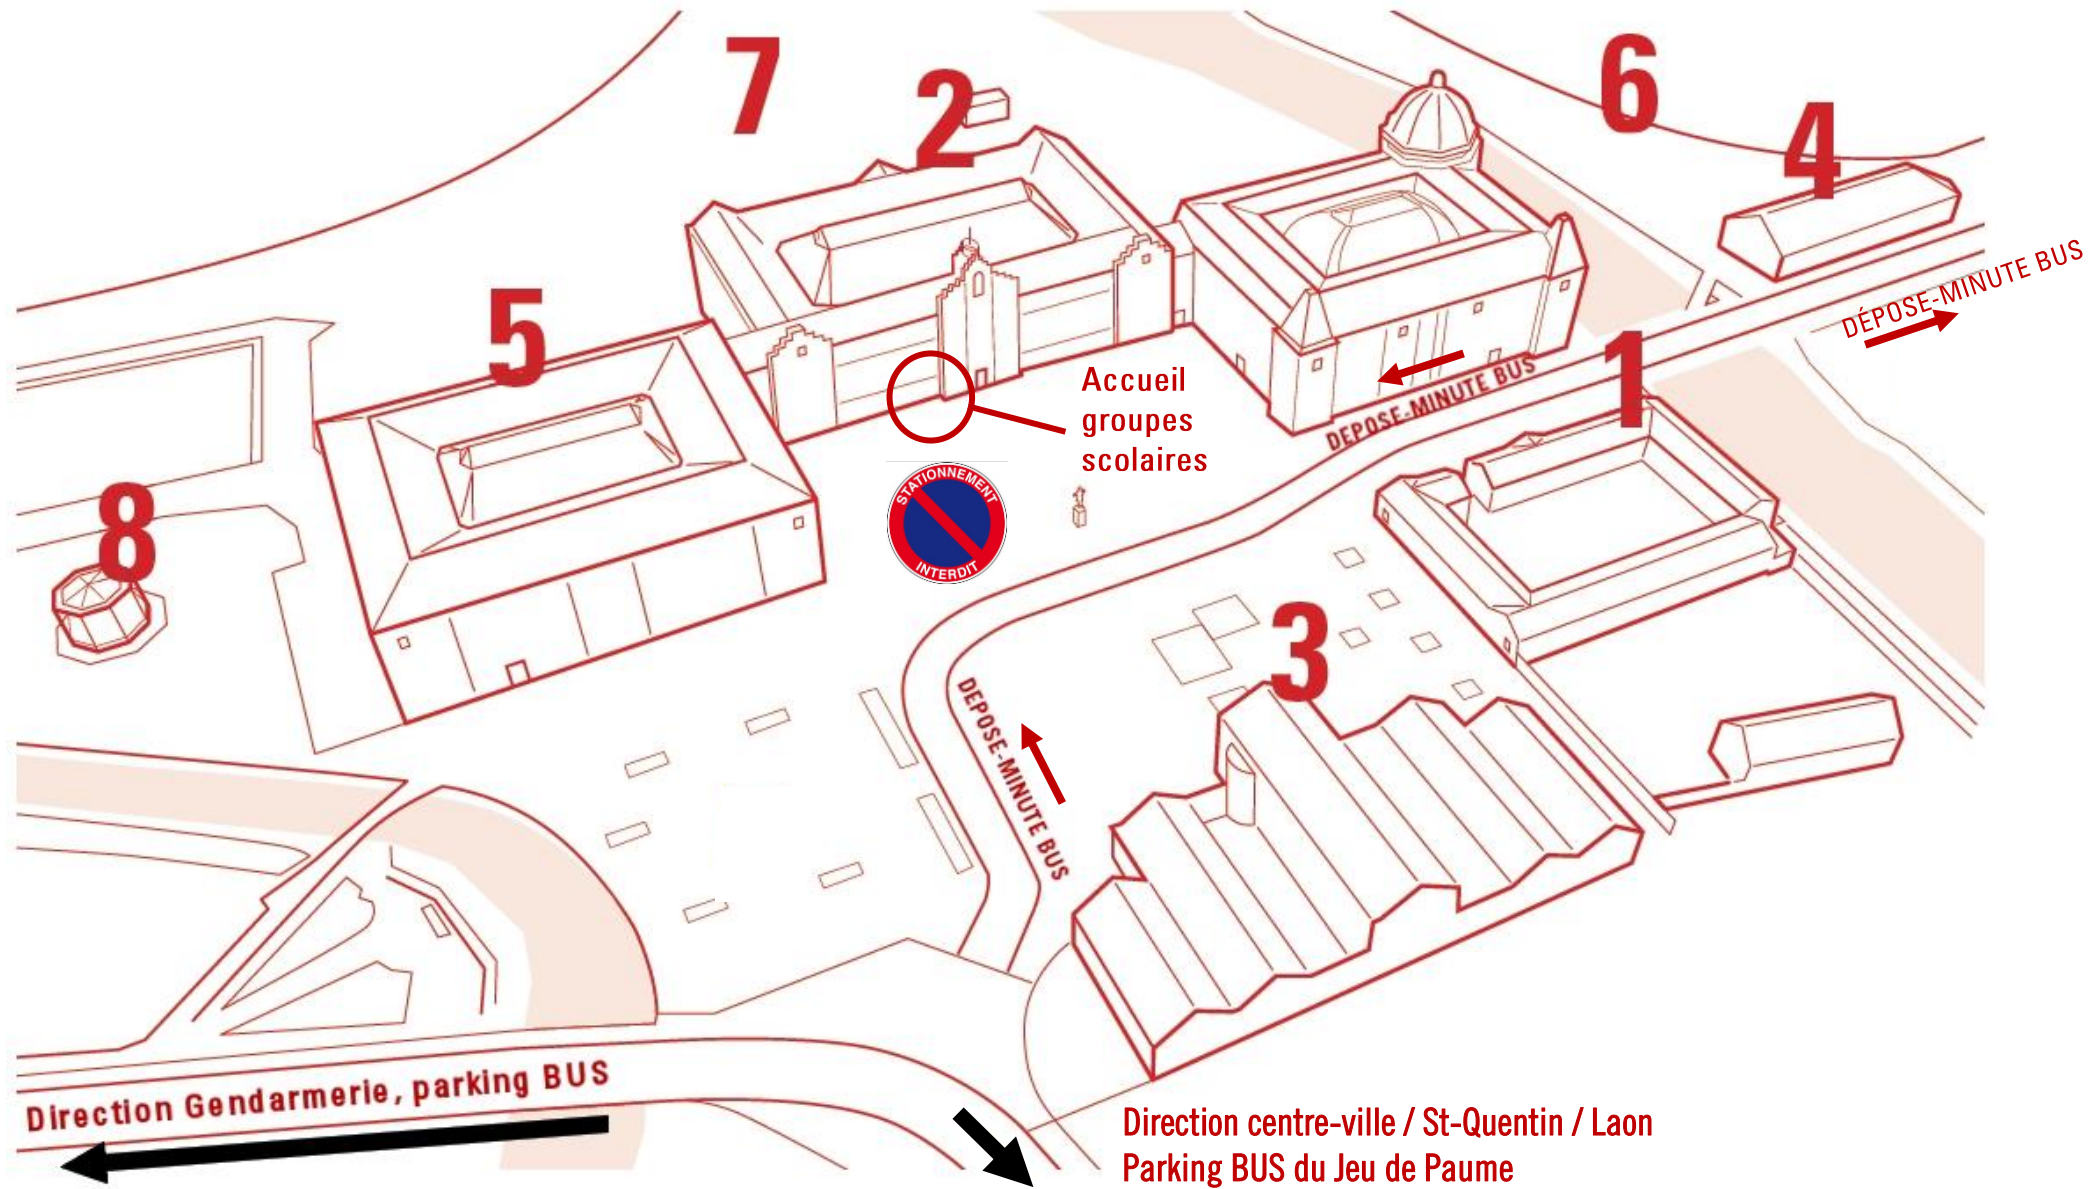 7
2
6
4
5
1
DÉPOSE-MINUTE BUS
DEPOSE-MINUTE BUS
Accueil
groupes
scolaires
STATIONNEMENT
INTERDIT
8
3
DEPOSE-MINUTE BUS
Direction Gendarmerie, parking BUS
Direction centre-ville / St-Quentin / Laon
Parking BUS du Jeu de Paume